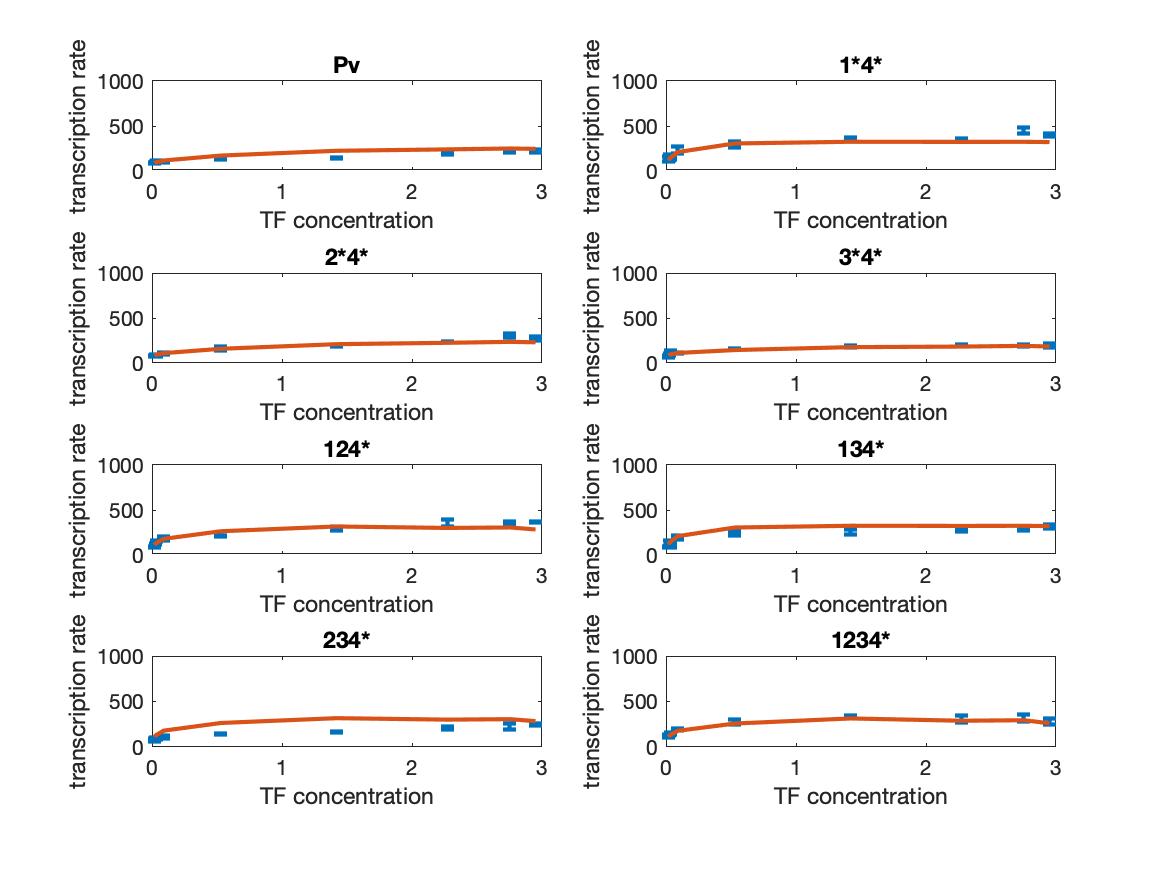 Pv
transcription rate
1000
500
0
0 1 2 3
TF concentration
1*4*
transcription rate
1000
500
0
0 1 2 3
TF concentration
2*4*
transcription rate
1000
500
0
0 1 2 3
TF concentration
3*4*
transcription rate
1000
500
0
0 1 2 3
TF concentration
124*
transcription rate
1000
500
0
0 1 2 3
TF concentration
134*
transcription rate
1000
500
0
0 1 2 3
TF concentration
234*
transcription rate
1000
500
0
0 1 2 3
TF concentration
1234*
transcription rate
1000
500
0
0 1 2 3
TF concentration